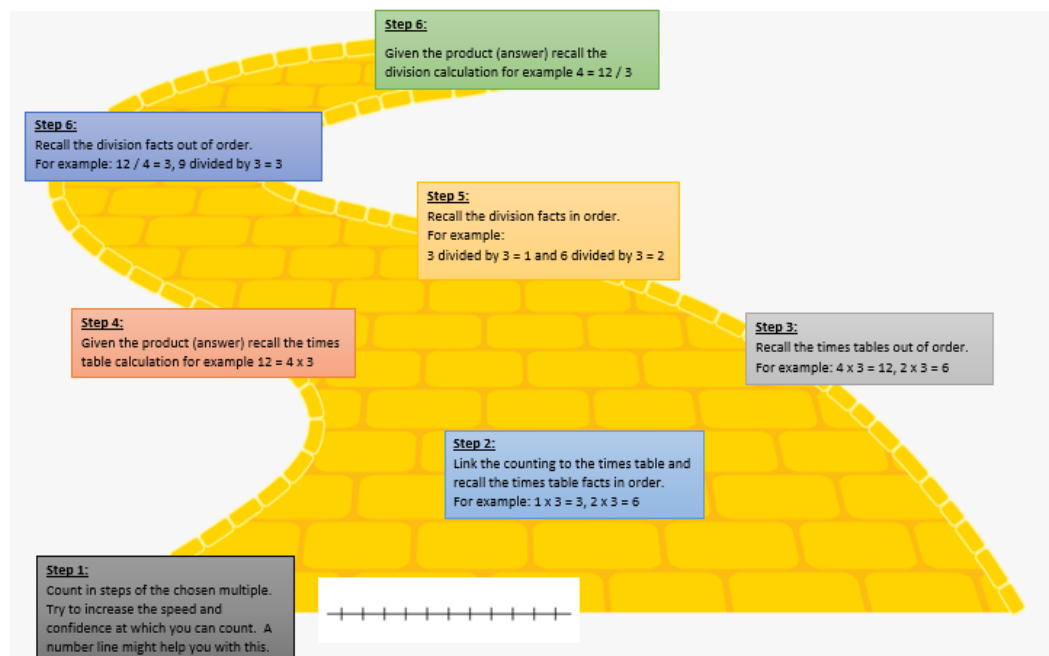 Step 6:
Given the product (answer) recall the
division calculation for example 4 = 12 / 3
Step 6:
Recall the division facts out of order.
For example: 12 / 4 = 3, 9 divided by 3 = 3
Step 5:
Recall the division facts in order.
For example:
3 divided by 3 = 1 and 6 divided by 3 = 2
Step 4:
Given the product (answer) recall the times
table calculation for example 12 = 4 x 3
Step 3:
Recall the times tables out of order.
For example: 4 x 3 = 12, 2 x 3 = 6
Step 2:
Link the counting to the times table and
recall the times table facts in order.
For example: 1 x 3 = 3, 2 x 3 = 6
Step 1:
Count in steps of the chosen multiple.
Try to increase the speed and
confidence at which you can count.  A
number line might help you with this.